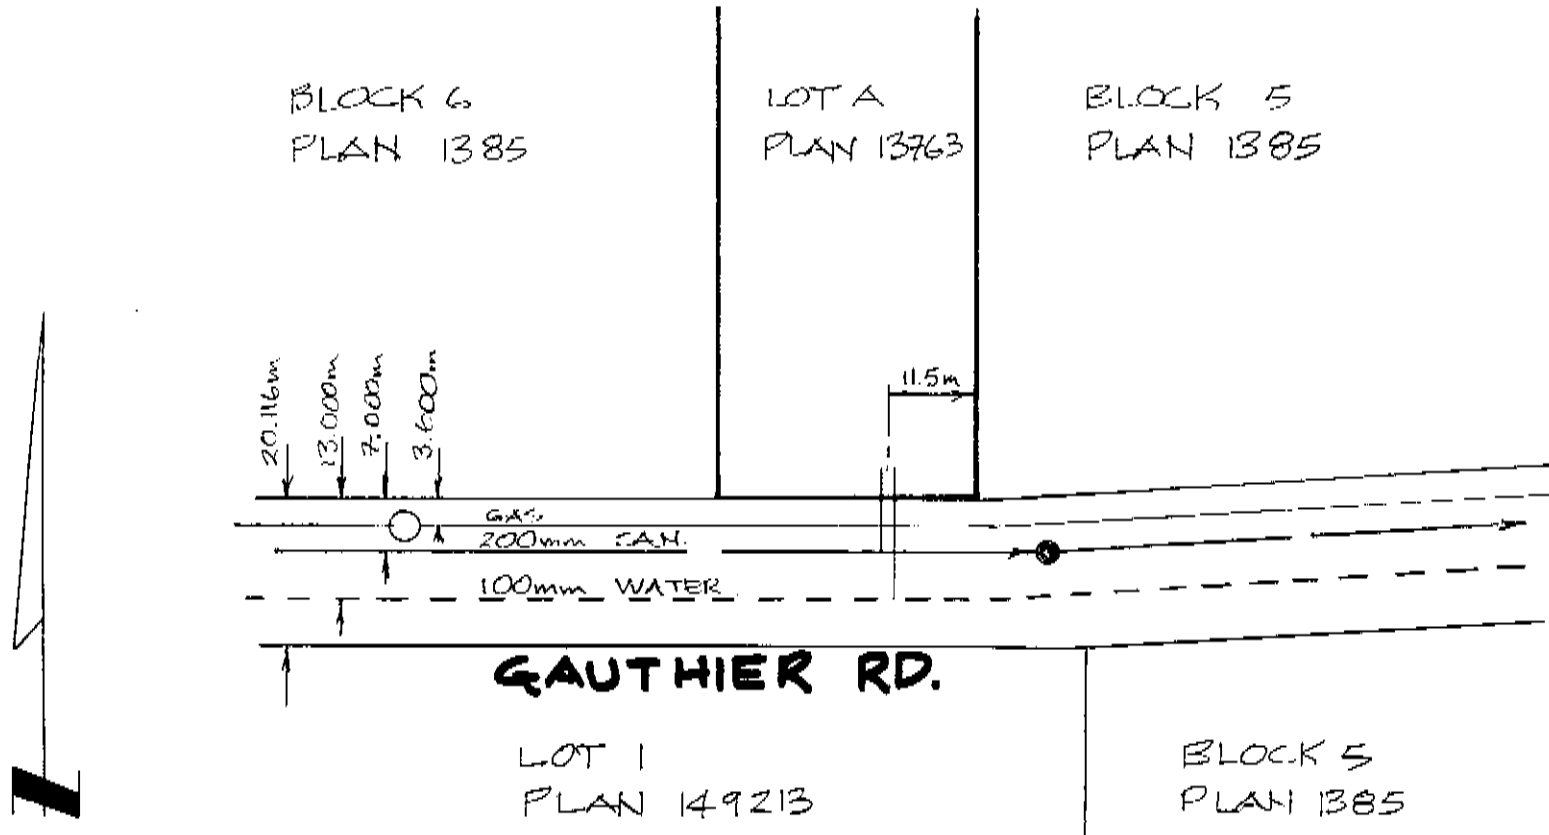 BLOCK 6
PLAN 1385
LOT A
PLAN 13763
BLOCK 5
PLAN 1385
20.116m
13.000m
7.000m
3.600m
11.5m
GAS
200mm SAN.
100mm WATER
GAUTHIER RD.
LOT 1
PLAN 149213
BLOCK 5
PLAN 1385
N